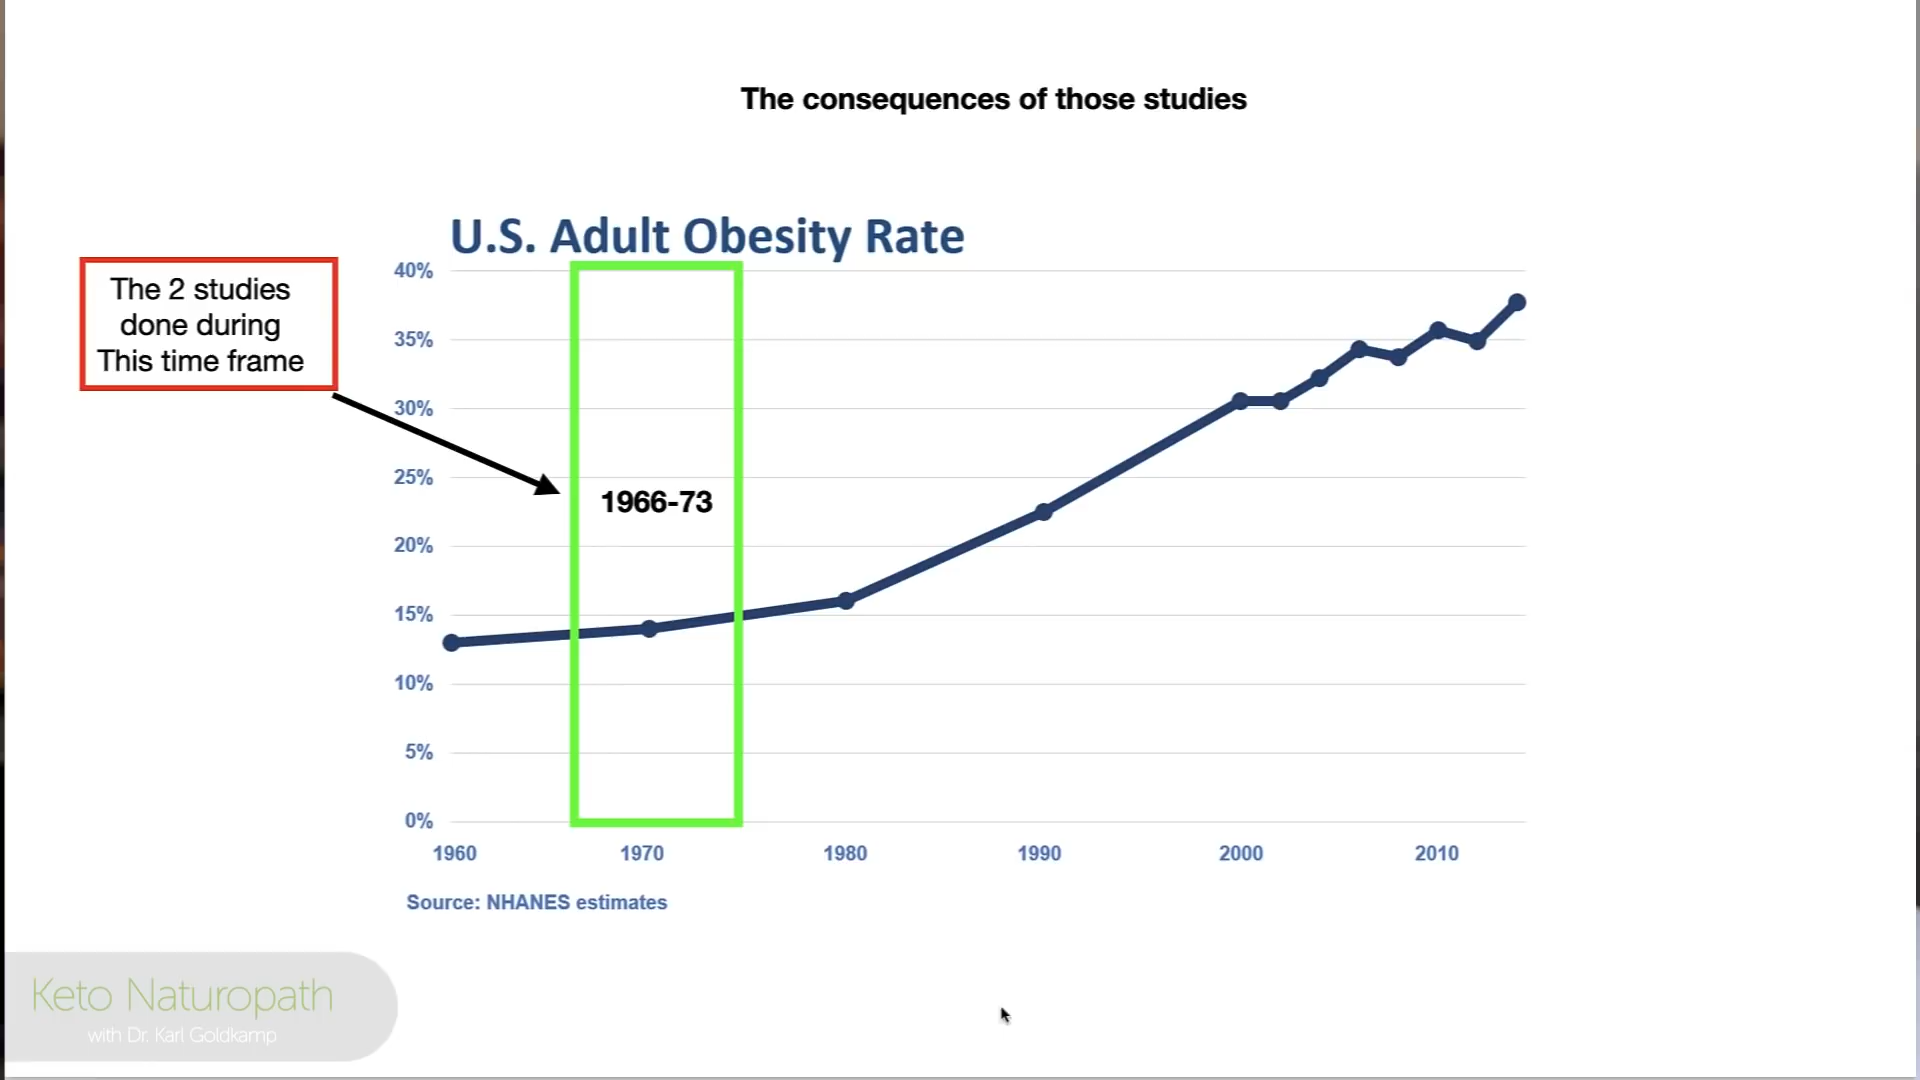 The consequences of those studies
U.S. Adult Obesity Rate
The 2 studies
done during
This time frame
40%
35%
30%
25%
20%
15%
10%
5%
0%
1966-73
1960 1970 1980 1990 2000 2010
Source: NHANES estimates
Keto Naturopath
with Dr. Karl Goldkamp